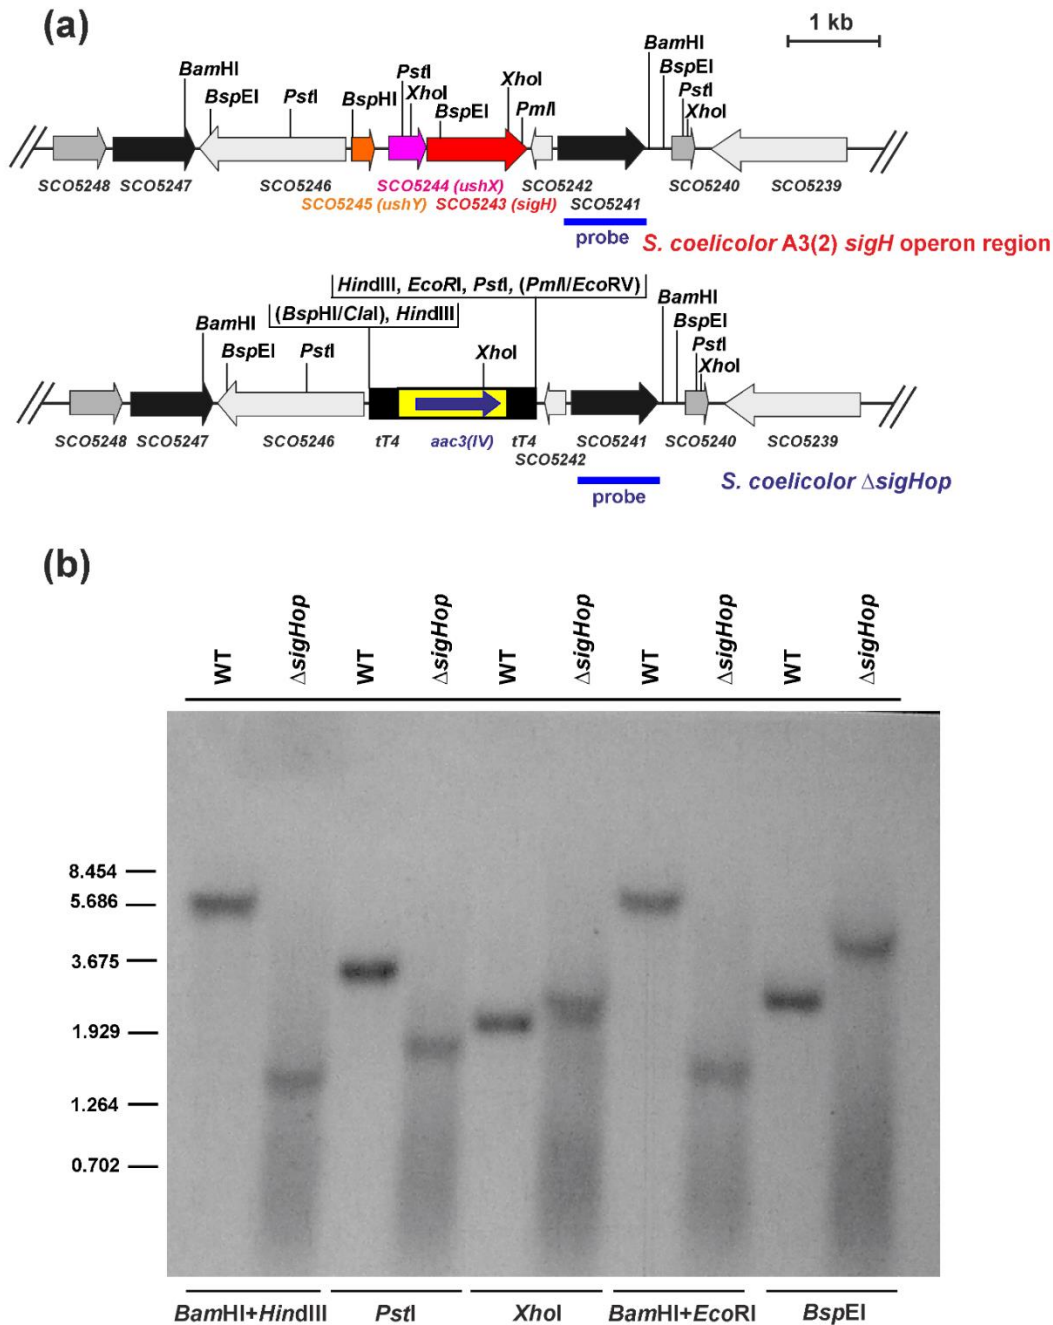 (a)
1 kb
BamHI
BspEI
PstI
BspHI
PstI
XhoI
BspEI
XhoI
PmlI
BamHI
BspEI
PstI
XhoI
SCO5248 SCO5247 SCO5246 SCO5244 (ushX) SCO5242 SCO5240 SCO5239
SCO5245 (ushY) SCO5243 (sigH) SCO5241
probe
S. coelicolor A3(2) sigH operon region
HindIII, EcoRI, PstI, (PmlI/EcoRV)
(BspHI/ClaI), HindIII
BamHI
BspEI
PstI
XhoI
BamHI
BspEI
PstI
XhoI
SCO5248 SCO5247 SCO5246 tT4 aac3(IV) tT4 SCO5241 SCO5240 SCO5239
SCO5242
probe
S. coelicolor ΔsigHop
(b)
WT ΔsigHop WT ΔsigHop WT ΔsigHop WT ΔsigHop WT ΔsigHop
8.454
5.686
3.675
1.929
1.264
0.702
BamHI+HindIII PstI XhoI BamHI+EcoRI BspEI